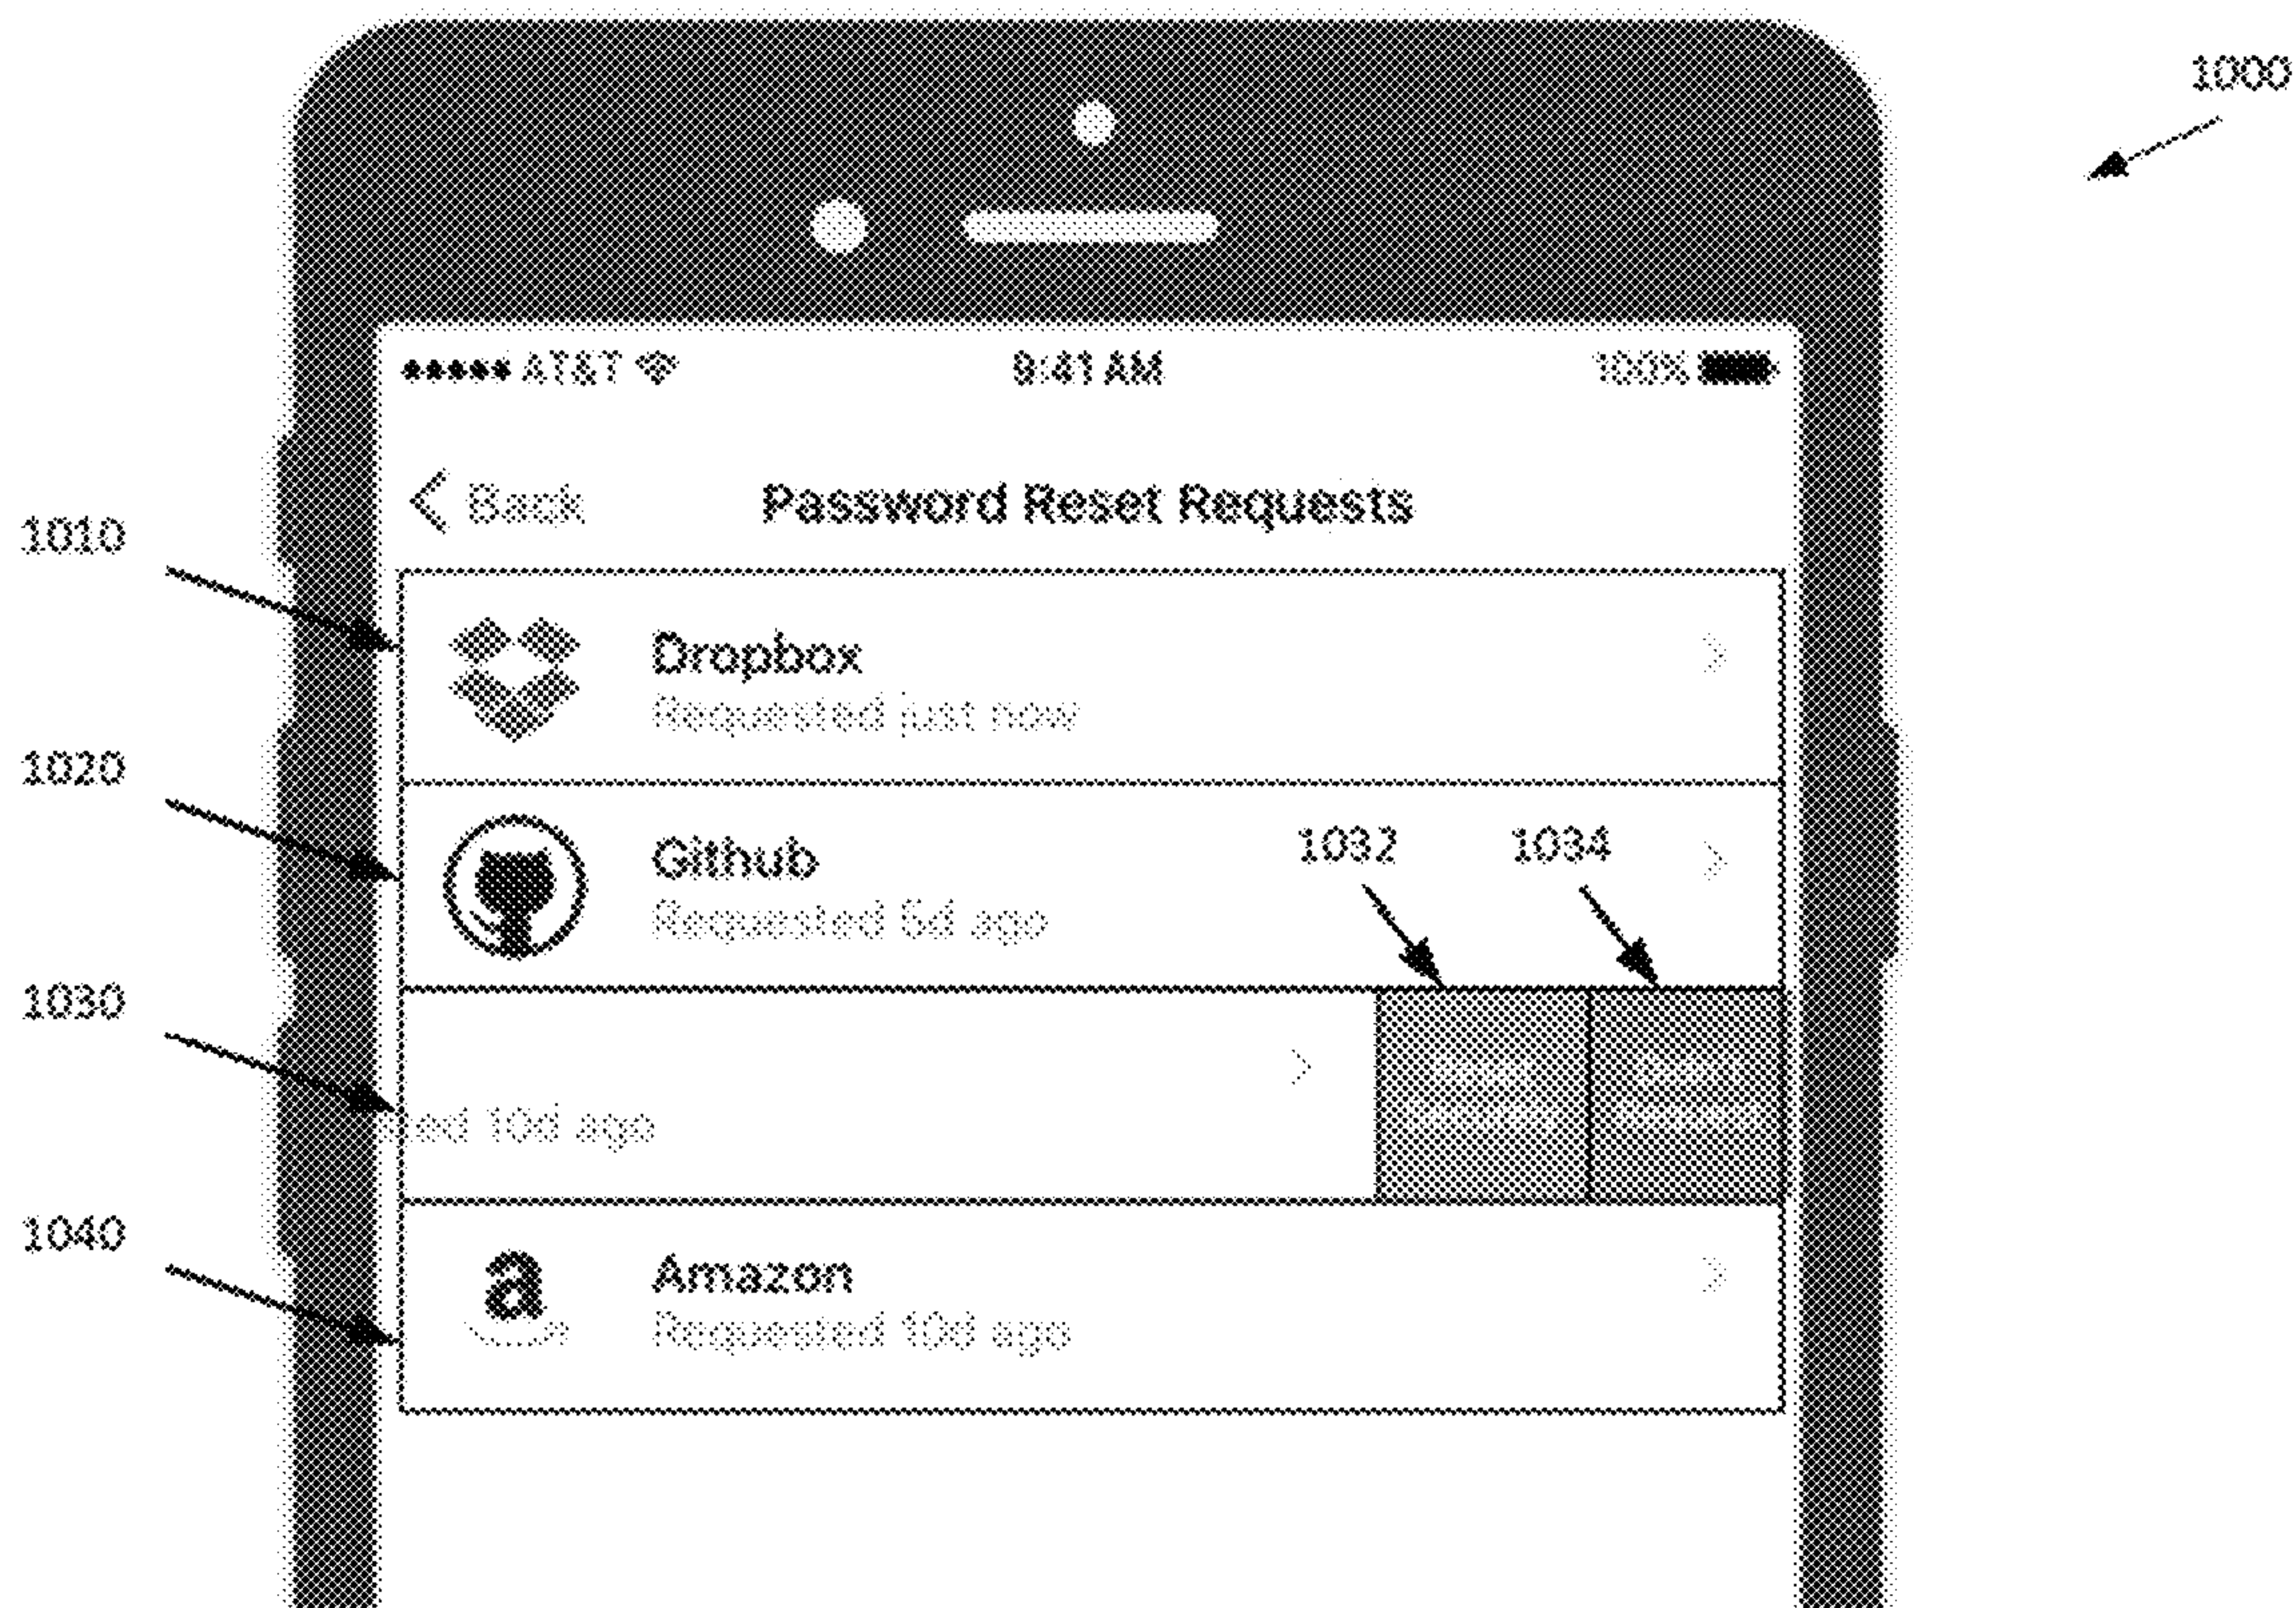 1000
AT&T 9:41 AM 100%
Back Password Reset Requests
1010
Dropbox
Requested just now
1020
Github
1032 1034
Requested 5d ago
1030
ted 10d ago
1040
a
Amazon
Requested 10d ago